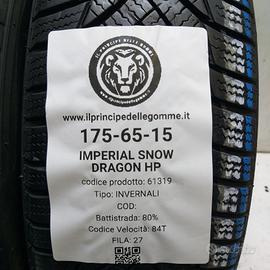 IL PRINCIPE DELLE GOMME
www.ilprincipedellegomme.it
175-65-15
IMPERIAL SNOW
DRAGON HP
codice prodotto: 61319
Tipo: INVERNALI
COD:
Battistrada: 80%
Codice Velocità: 84T
FILA: 27